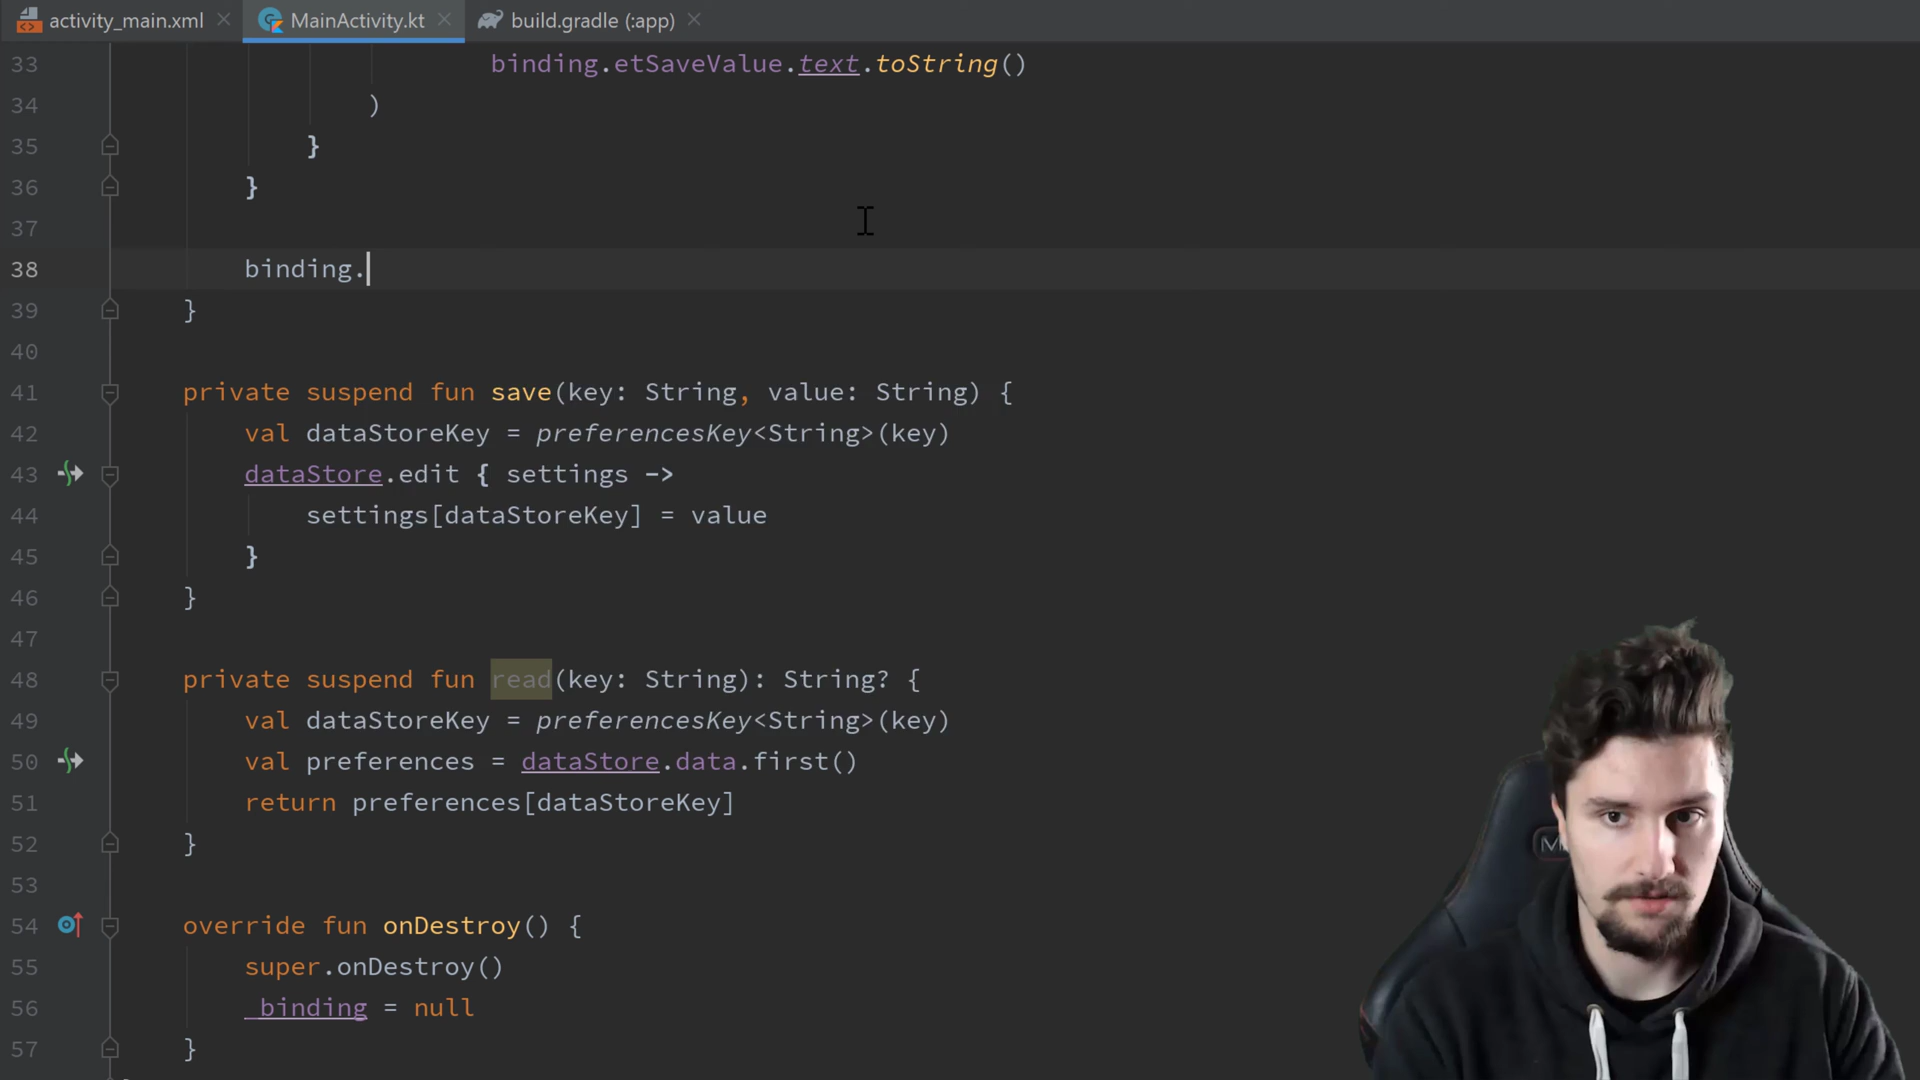 activity_main.xml MainActivity.kt build.gradle (:app)
33 binding.etSaveValue.text.toString()
34 )
35 }
36 }
37
38 binding.
39 }
40
41 private suspend fun save(key: String, value: String) {
42 val dataStoreKey = preferencesKey<String>(key)
43 dataStore.edit { settings ->
44 settings[dataStoreKey] = value
45 }
46 }
47
48 private suspend fun read(key: String): String? {
49 val dataStoreKey = preferencesKey<String>(key)
50 val preferences = dataStore.data.first()
51 return preferences[dataStoreKey]
52 }
53
54 override fun onDestroy() {
55 super.onDestroy()
56 _binding = null
57 }